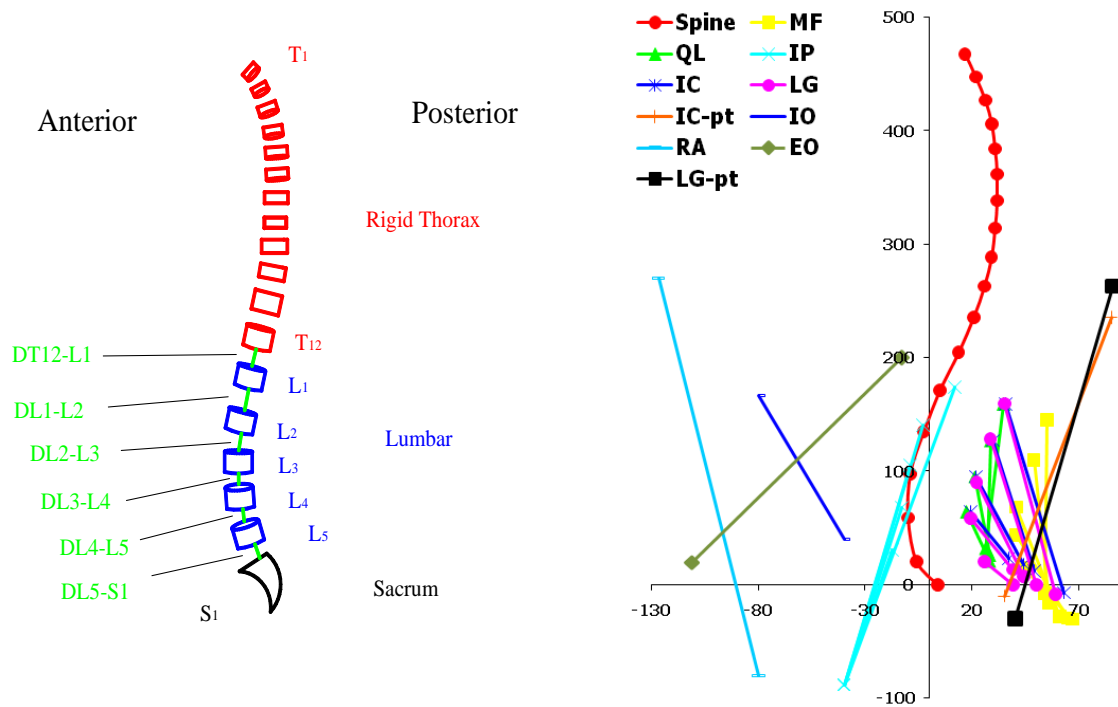 T1
Anterior
Posterior
Rigid Thorax
T12
DT12-L1
L1
DL1-L2
L2
Lumbar
DL2-L3
L3
DL3-L4
L4
L5
DL4-L5
DL5-S1
Sacrum
S1
Spine
MF
QL
IP
IC
LG
IC-pt
IO
RA
EO
LG-pt
500
400
300
200
100
0
-100
-130
-80
-30
20
70